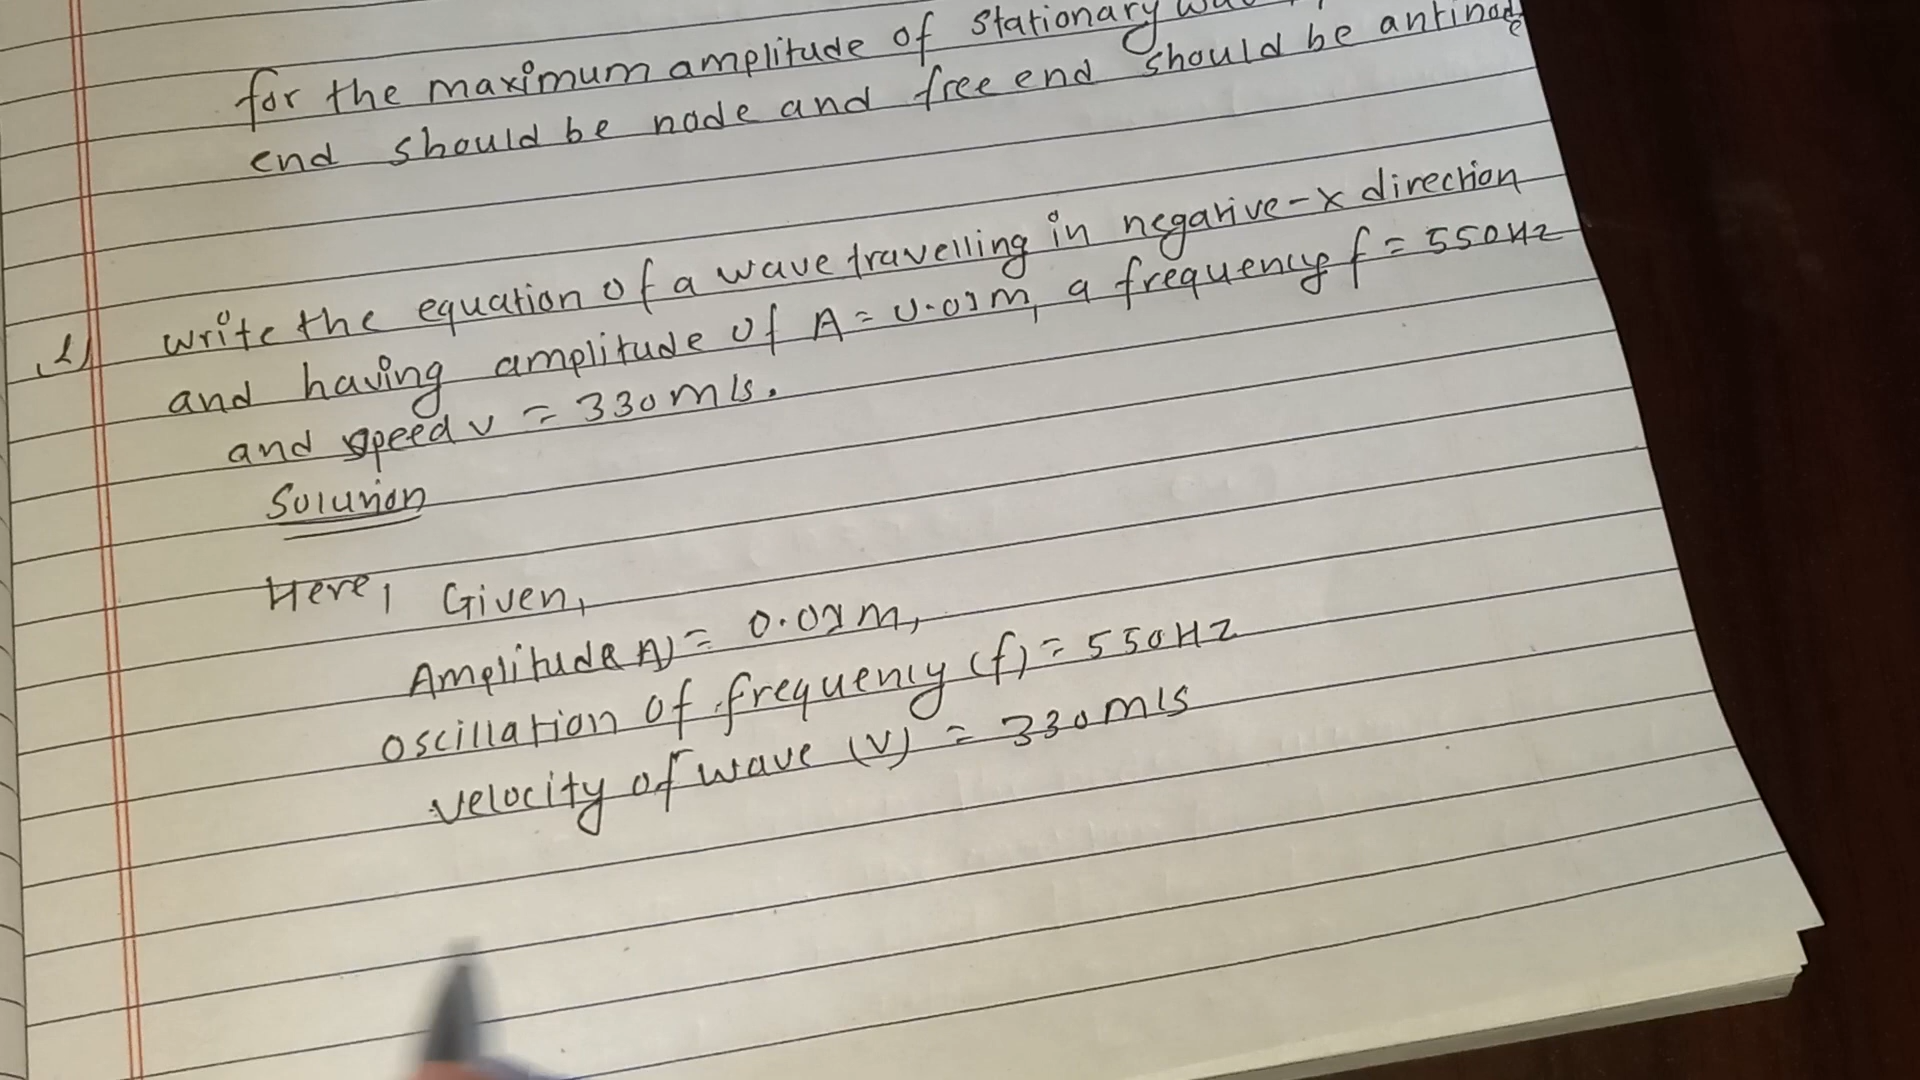 for the maximum amplitude of stationary
end should be node and free end should be antinode
1) write the equation of a wave travelling in negative-x direction
and having amplitude of A = 0.01m, a frequency f = 550Hz
and speed v = 330m/s.
Solution
Here, Given,
Amplitude A) = 0.01m,
oscillation of frequency (f) = 550Hz
velocity of wave (v) = 330m/s